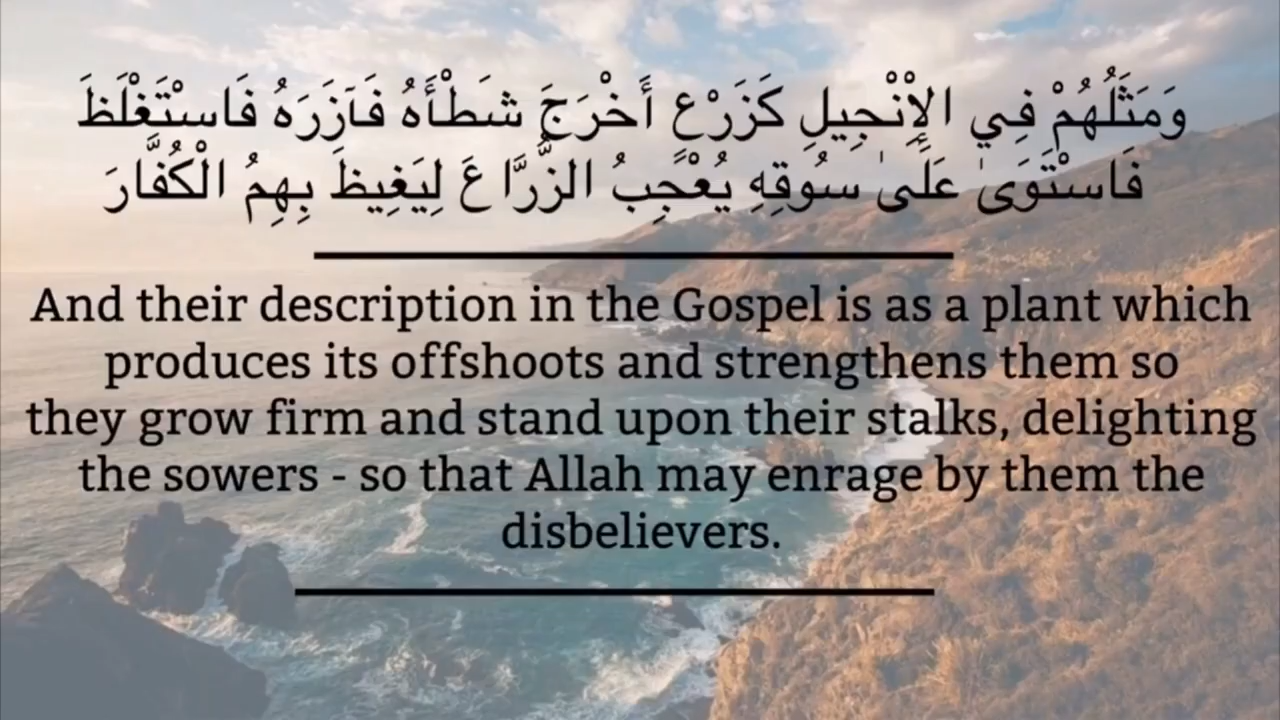 وَمَثَلُهُمْ فِي الْإِنْجِيلِ كَزَرْعٍ أَخْرَجَ شَطْأَهُ فَآزَرَهُ فَاسْتَغْلَظَ
فَاسْتَوَىٰ عَلَىٰ سُوقِهِ يُعْجِبُ الزُّرَّاعَ لِيَغِيظَ بِهِمُ الْكُفَّارَ
And their description in the Gospel is as a plant which
produces its offshoots and strengthens them so
they grow firm and stand upon their stalks, delighting
the sowers - so that Allah may enrage by them the
disbelievers.